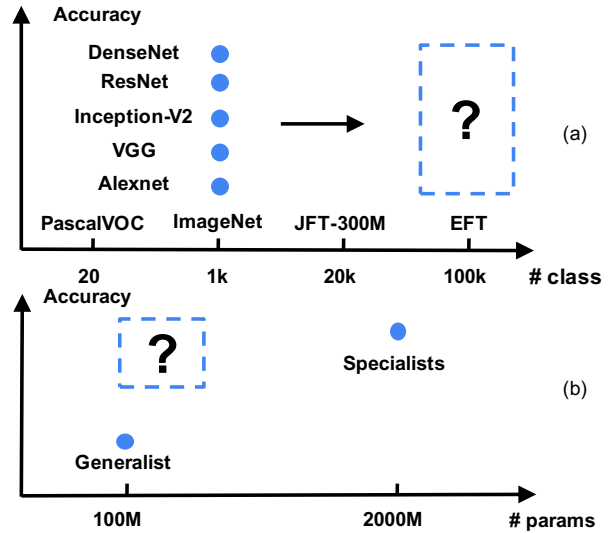 Accuracy
DenseNet
ResNet
Inception-V2
VGG
Alexnet
?
(a)
PascalVOC ImageNet JFT-300M EFT
20 1k 20k 100k # class
Accuracy
?
Specialists
(b)
Generalist
100M 2000M # params